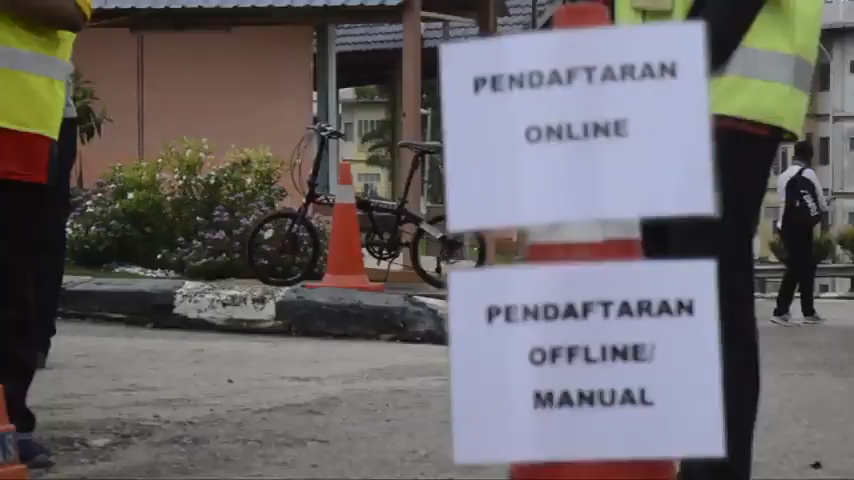 PENDAFTARAN
ONLINE
PENDAFTARAN
OFFLINE/
MANUAL